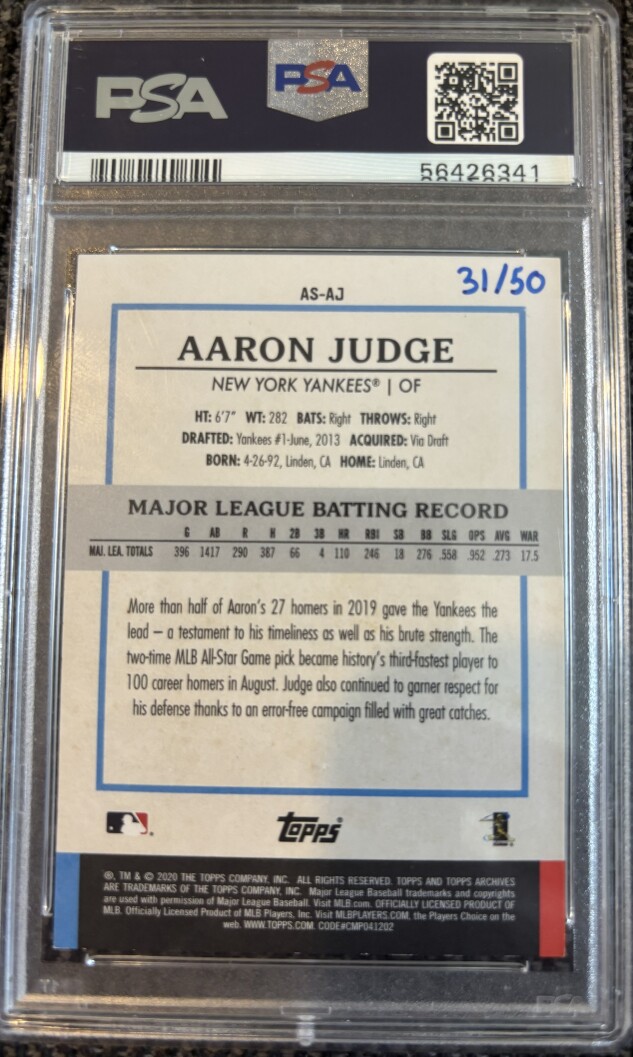 PSA PSA
56426341
31/50
AS-AJ
AARON JUDGE
NEW YORK YANKEES® | OF
HT: 6'7" WT: 282 BATS: Right THROWS: Right
DRAFTED: Yankees #1-June, 2013 ACQUIRED: Via Draft
BORN: 4-26-92, Linden, CA HOME: Linden, CA
MAJOR LEAGUE BATTING RECORD
G AB R H 2B 3B HR RBI SB BB SLG OPS AVG WAR
MAJ. LEA. TOTALS 396 1417 290 387 66 4 110 246 18 276 .558 .952 .273 17.5
More than half of Aaron's 27 homers in 2019 gave the Yankees the
lead – a testament to his timeliness as well as his brute strength. The
two-time MLB All-Star Game pick became history's third-fastest player to
100 career homers in August. Judge also continued to garner respect for
his defense thanks to an error-free campaign filled with great catches.
Topps
®, TM & © 2020 THE TOPPS COMPANY, INC. ALL RIGHTS RESERVED. TOPPS AND TOPPS ARCHIVES
ARE TRADEMARKS OF THE TOPPS COMPANY, INC. Major League Baseball trademarks and copyrights
are used with permission of Major League Baseball. Visit MLB.com. OFFICIALLY LICENSED PRODUCT OF
MLB. Officially Licensed Product of MLB Players, Inc. Visit MLBPLAYERS.COM, the Players Choice on the
web. WWW.TOPPS.COM. CODE#CMP041202
PSA